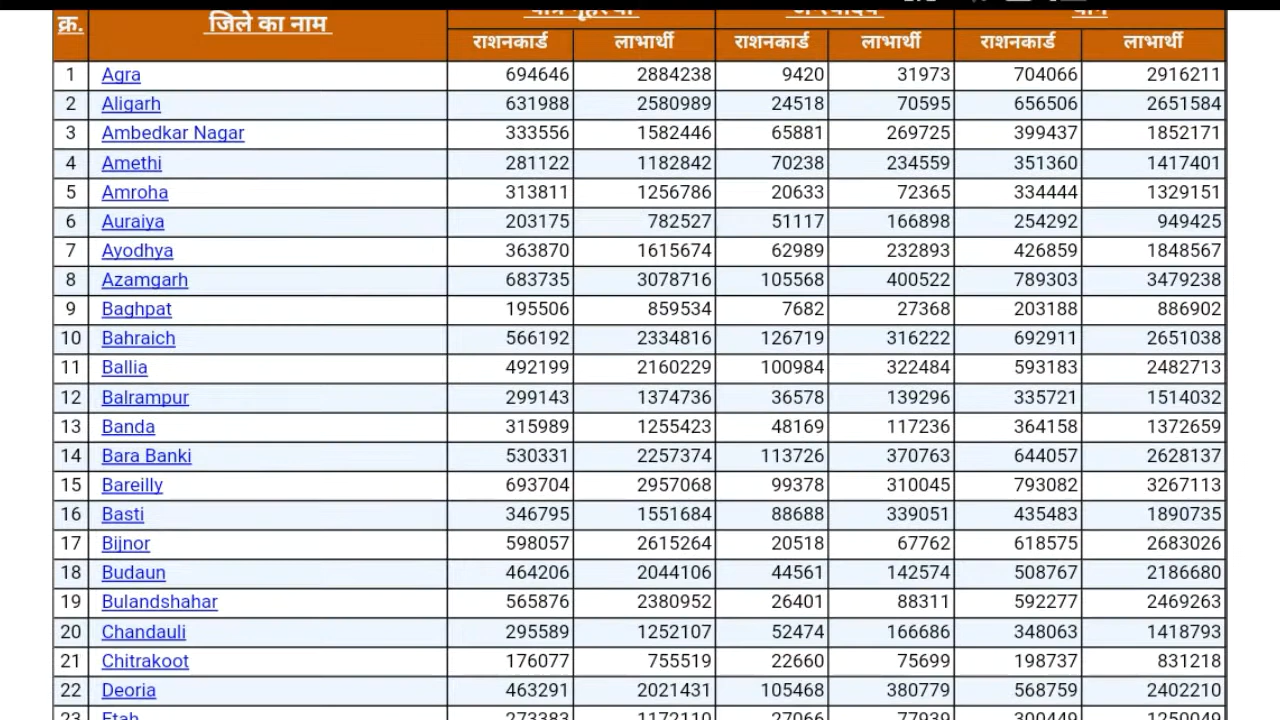 क्र. जिले का नाम
राशनकार्ड लाभार्थी राशनकार्ड लाभार्थी राशनकार्ड लाभार्थी
1 Agra 694646 2884238 9420 31973 704066 2916211
2 Aligarh 631988 2580989 24518 70595 656506 2651584
3 Ambedkar Nagar 333556 1582446 65881 269725 399437 1852171
4 Amethi 281122 1182842 70238 234559 351360 1417401
5 Amroha 313811 1256786 20633 72365 334444 1329151
6 Auraiya 203175 782527 51117 166898 254292 949425
7 Ayodhya 363870 1615674 62989 232893 426859 1848567
8 Azamgarh 683735 3078716 105568 400522 789303 3479238
9 Baghpat 195506 859534 7682 27368 203188 886902
10 Bahraich 566192 2334816 126719 316222 692911 2651038
11 Ballia 492199 2160229 100984 322484 593183 2482713
12 Balrampur 299143 1374736 36578 139296 335721 1514032
13 Banda 315989 1255423 48169 117236 364158 1372659
14 Bara Banki 530331 2257374 113726 370763 644057 2628137
15 Bareilly 693704 2957068 99378 310045 793082 3267113
16 Basti 346795 1551684 88688 339051 435483 1890735
17 Bijnor 598057 2615264 20518 67762 618575 2683026
18 Budaun 464206 2044106 44561 142574 508767 2186680
19 Bulandshahar 565876 2380952 26401 88311 592277 2469263
20 Chandauli 295589 1252107 52474 166686 348063 1418793
21 Chitrakoot 176077 755519 22660 75699 198737 831218
22 Deoria 463291 2021431 105468 380779 568759 2402210
23 Etah 273383 1172110 27066 77939 300449 1250049